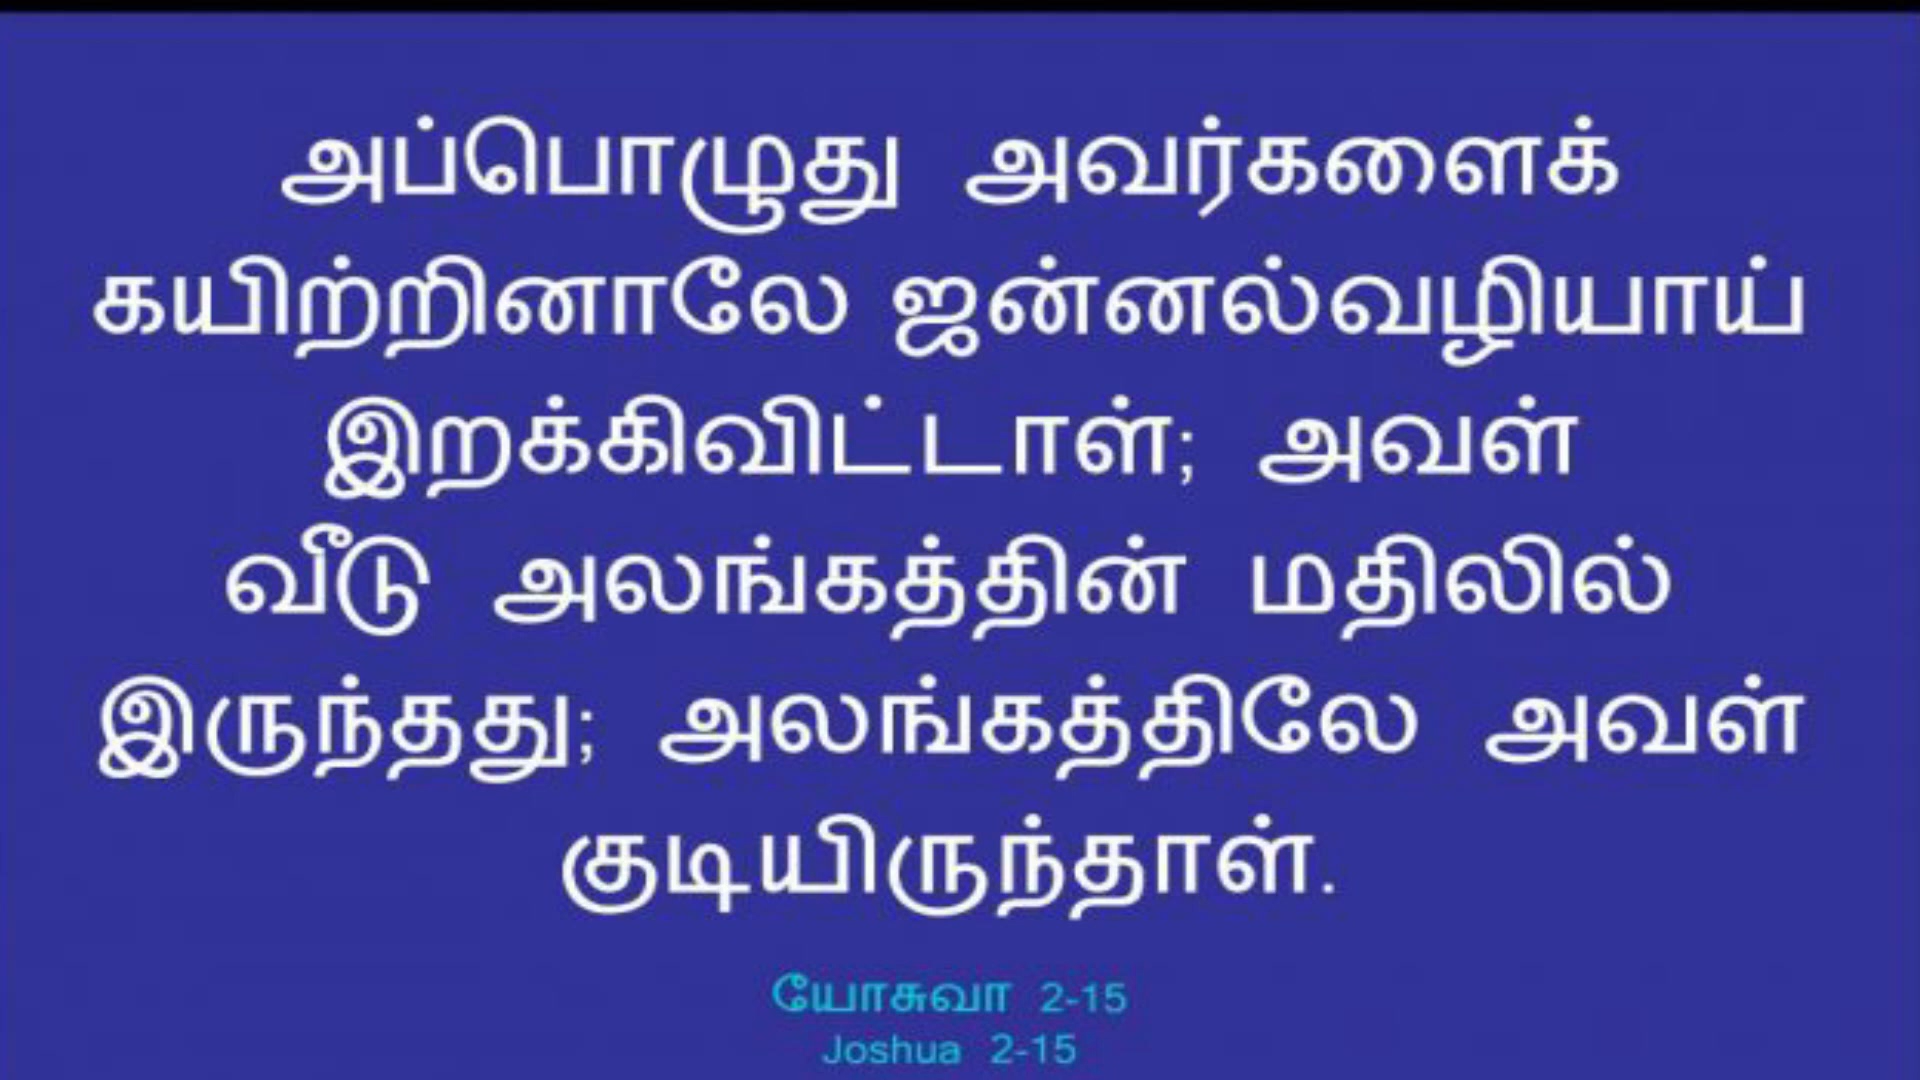 அப்பொழுது அவர்களைக்
கயிற்றினாலே ஜன்னல்வழியாய்
இறக்கிவிட்டாள்; அவள்
வீடு அலங்கத்தின் மதிலில்
இருந்தது; அலங்கத்திலே அவள்
குடியிருந்தாள்.
யோசுவா 2-15
Joshua 2-15